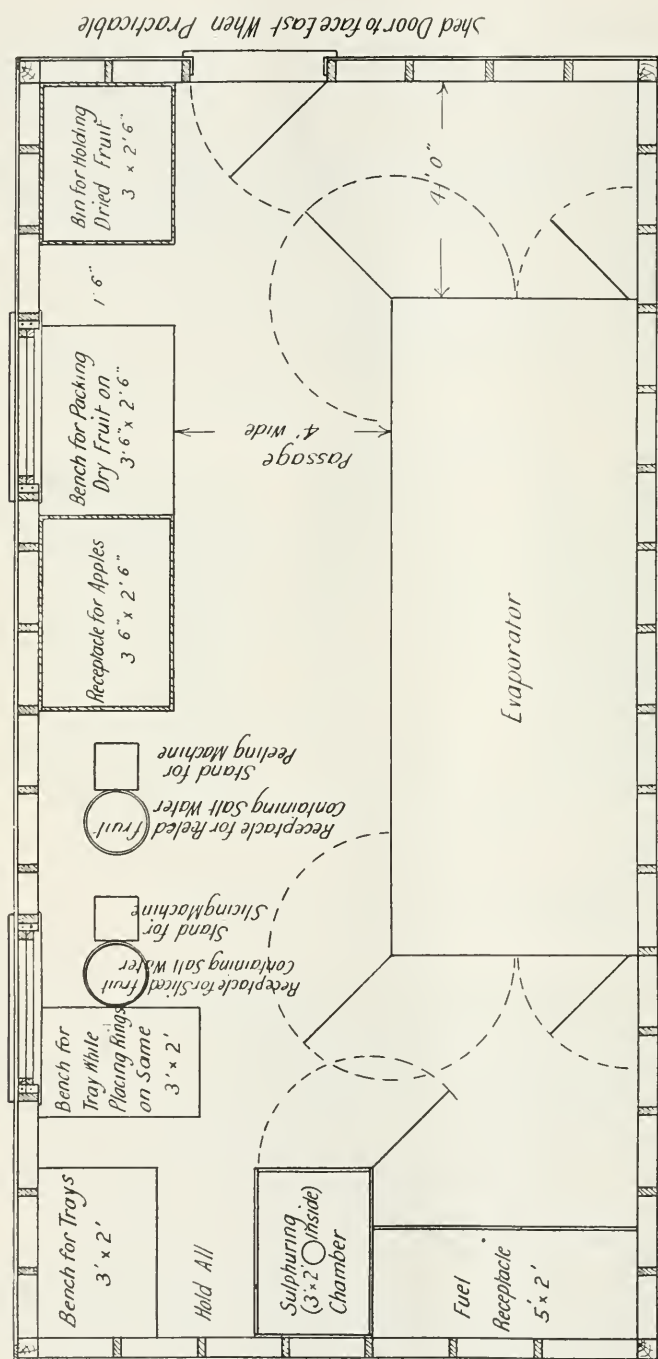 Shed Door to face East When Practicable
Bin for Holding
Dried Fruit
3 x 2'6"
1'6"
Bench for Packing
Dry Fruit on
3'6" x 2'6"
Receptacle for Apples
3 6" x 2'6"
4'0"
Passage
4' wide
Stand for
Peeling Machine
Receptacle for Peeled fruit
Containing Salt Water
Stand for
Slicing Machine
Receptacle for Sliced fruit
Containing Salt Water
Bench for
Tray While
Placing Rings
on Same
3' x 2'
Bench for Trays
3' x 2'
Hold All
Sulphuring
(3' x 2' inside)
Chamber
Fuel
Receptacle
5' x 2'
Evaporator